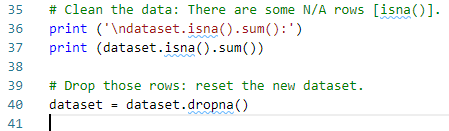 35 # Clean the data: There are some N/A rows [isna()].
36 print ('\ndataset.isna().sum():')
37 print (dataset.isna().sum())
38
39 # Drop those rows: reset the new dataset.
40 dataset = dataset.dropna()
41